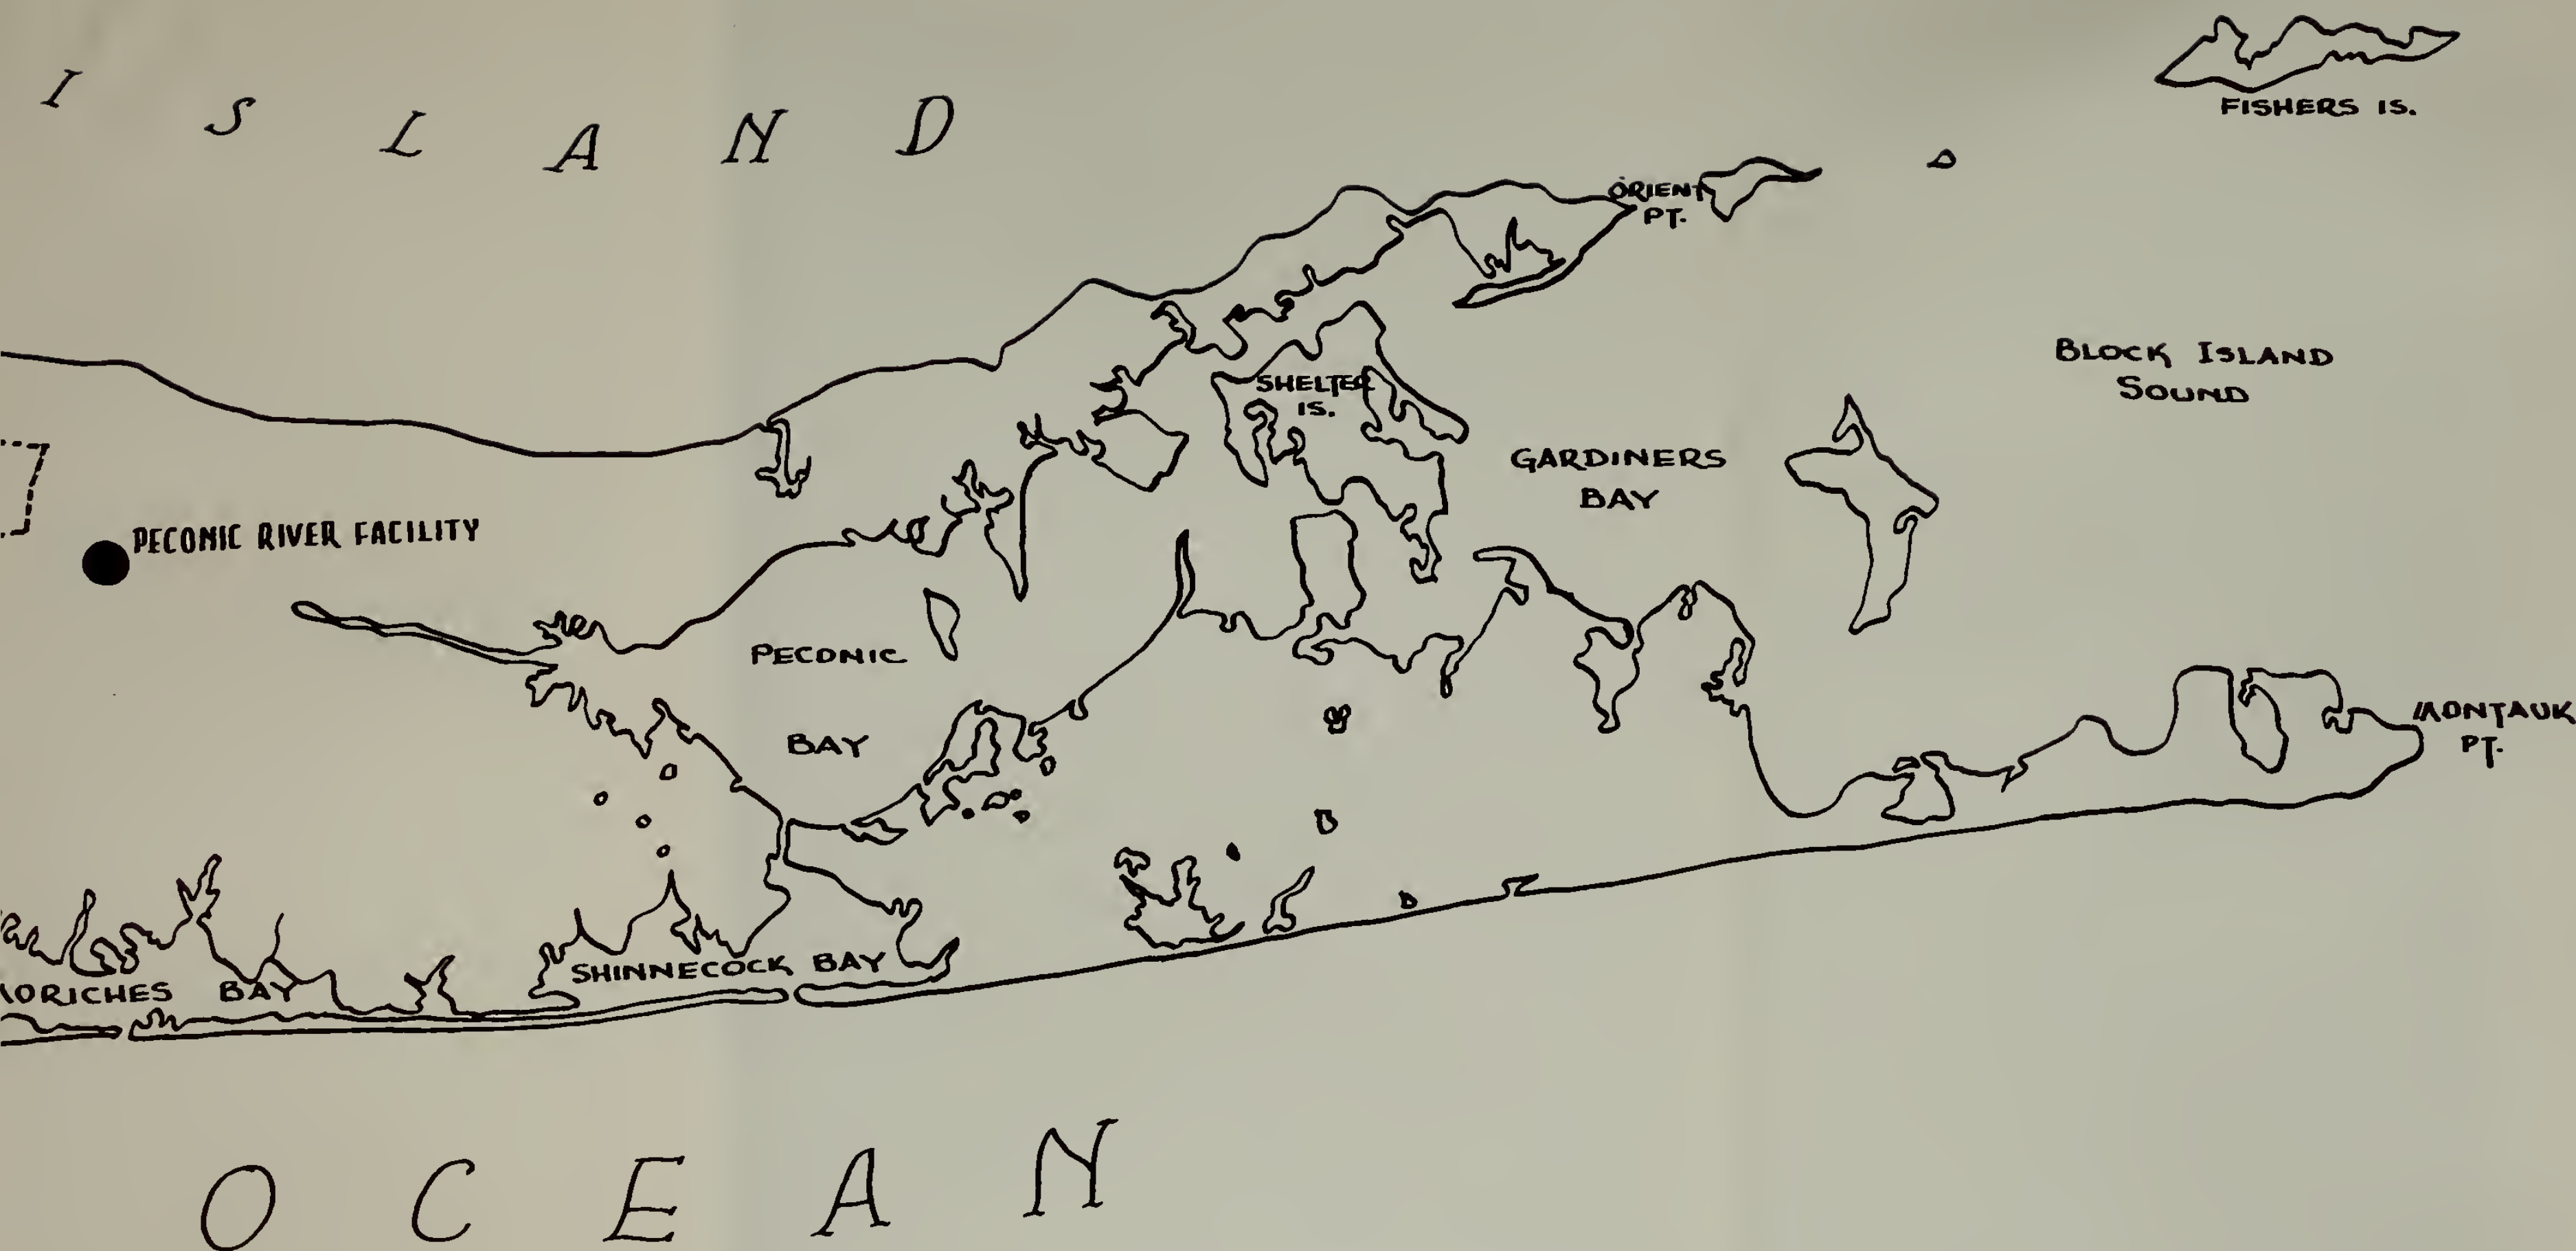 FISHERS IS.
I S L A N D
ORIENT
PT.
BLOCK ISLAND
SOUND
SHELTER
IS.
GARDINERS
BAY
PECONIC RIVER FACILITY
PECONIC
BAY
MONTAUK
PT.
SHINNECOCK BAY
ORICHES BAY
O C E A N